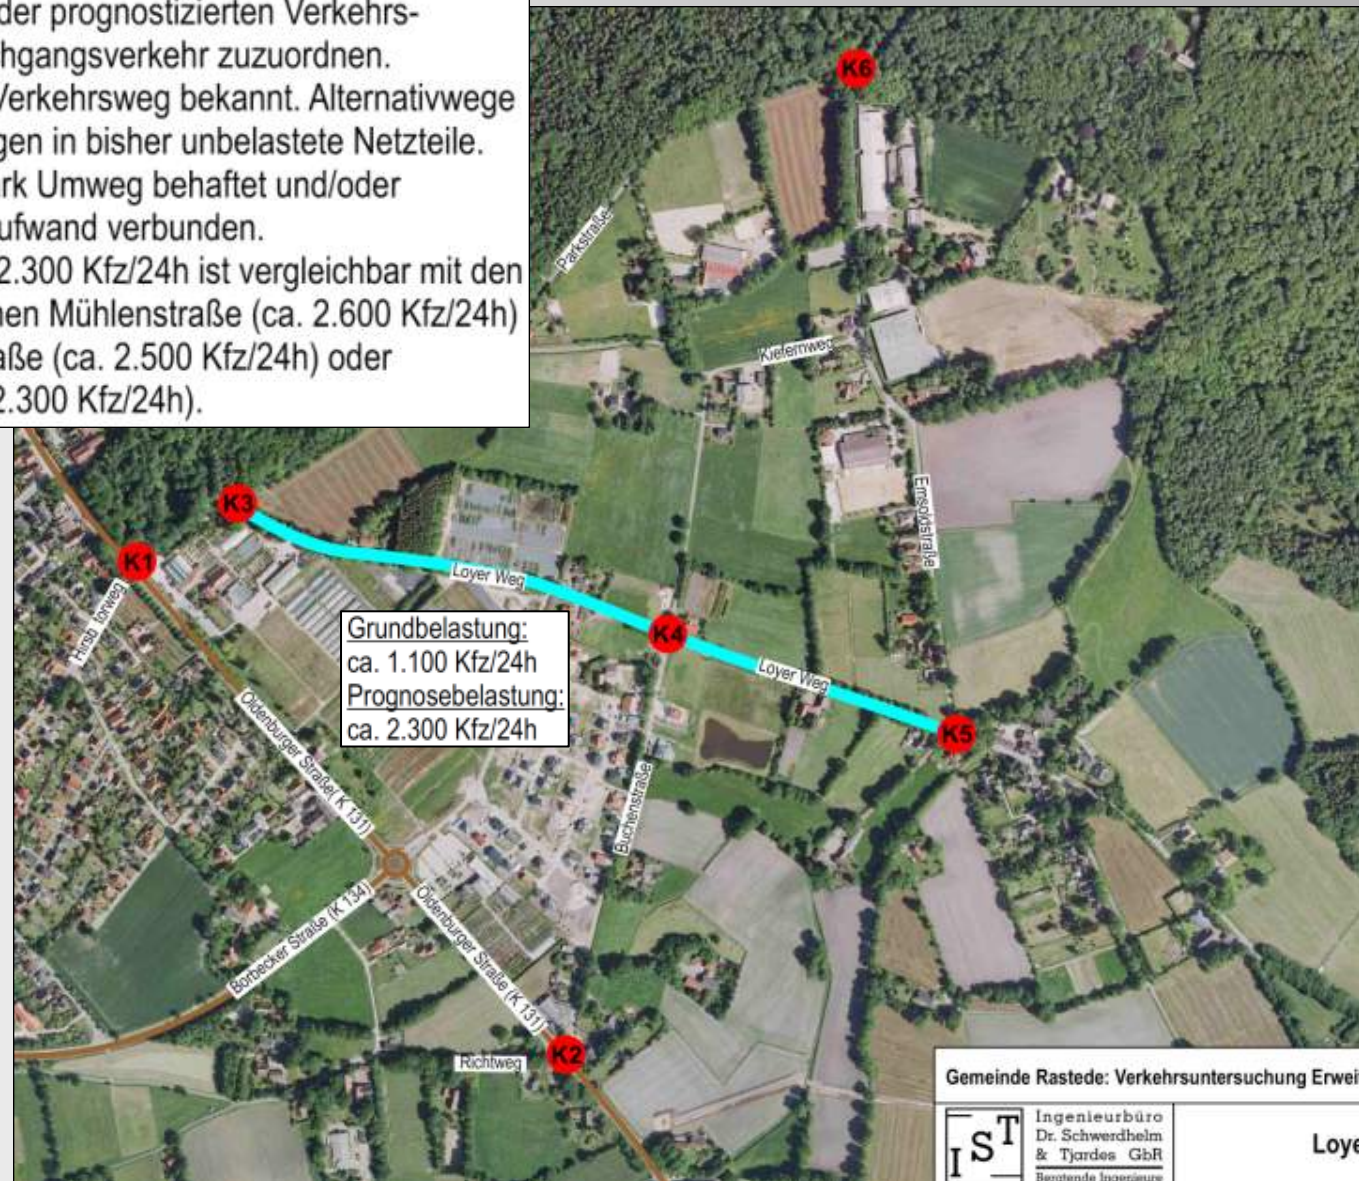 der prognostizierten Verkehrs-
hgangsverkehr zuzuordnen.
Verkehrsweg bekannt. Alternativwege
gen in bisher unbelastete Netzteile.
rk Umweg behaftet und/oder
ufwand verbunden.
2.300 Kfz/24h ist vergleichbar mit den
nen Mühlenstraße (ca. 2.600 Kfz/24h)
aße (ca. 2.500 Kfz/24h) oder
2.300 Kfz/24h).
K6
Parkstraße
Kiefernweg
Emsoldstraße
K3
K1
Loyer Weg
Grundbelastung:
ca. 1.100 Kfz/24h
Prognosebelastung:
ca. 2.300 Kfz/24h
K4
Loyer Weg
K5
Oldenburger Straße( K 131)
Buchenstraße
Borbecker Straße (K 134)
Oldenburger Straße (K 131)
Richtweg
K2
Gemeinde Rastede: Verkehrsuntersuchung Erwei
IST
Ingenieurbüro
Dr. Schwerdhelm
& Tjardes GbR
Beratende Ingenieure
Loye